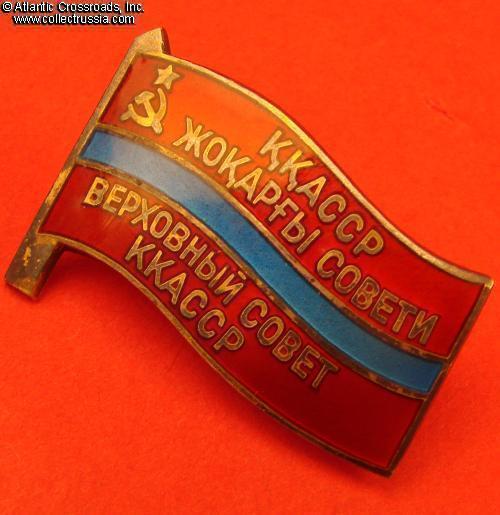 © Atlantic Crossroads, Inc.
www.collectrussia.com
ҚҚАССР
ЖОҚАРҒЫ СОВЕТИ
ВЕРХОВНЫЙ СОВЕТ
ККАССР